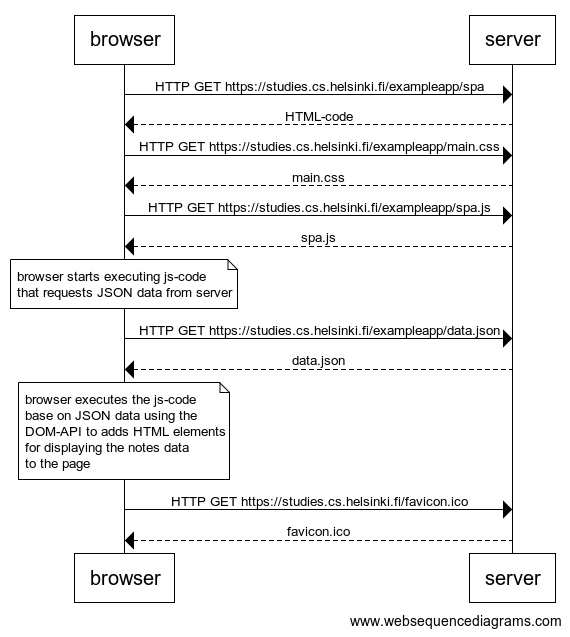 browser
server
HTTP GET https://studies.cs.helsinki.fi/exampleapp/spa
HTML-code
HTTP GET https://studies.cs.helsinki.fi/exampleapp/main.css
main.css
HTTP GET https://studies.cs.helsinki.fi/exampleapp/spa.js
spa.js
browser starts executing js-code
that requests JSON data from server
HTTP GET https://studies.cs.helsinki.fi/exampleapp/data.json
data.json
browser executes the js-code
base on JSON data using the
DOM-API to adds HTML elements
for displaying the notes data
to the page
HTTP GET https://studies.cs.helsinki.fi/favicon.ico
favicon.ico
browser
server
www.websequencediagrams.com